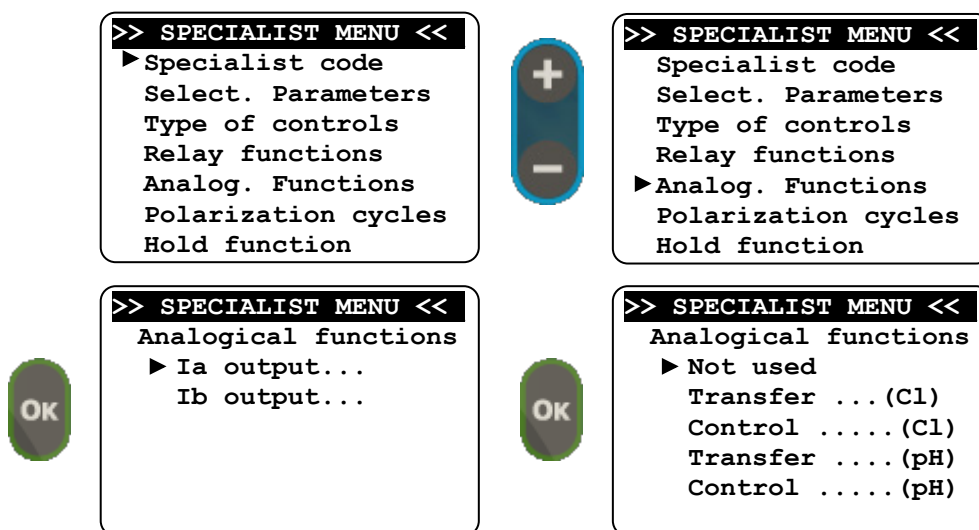 >> SPECIALIST MENU <<
►Specialist code
Select. Parameters
Type of controls
Relay functions
Analog. Functions
Polarization cycles
Hold function
+
−
>> SPECIALIST MENU <<
Specialist code
Select. Parameters
Type of controls
Relay functions
►Analog. Functions
Polarization cycles
Hold function
OK
>> SPECIALIST MENU <<
Analogical functions
► Ia output...
Ib output...
OK
>> SPECIALIST MENU <<
Analogical functions
► Not used
Transfer ...(Cl)
Control .....(Cl)
Transfer ....(pH)
Control .....(pH)